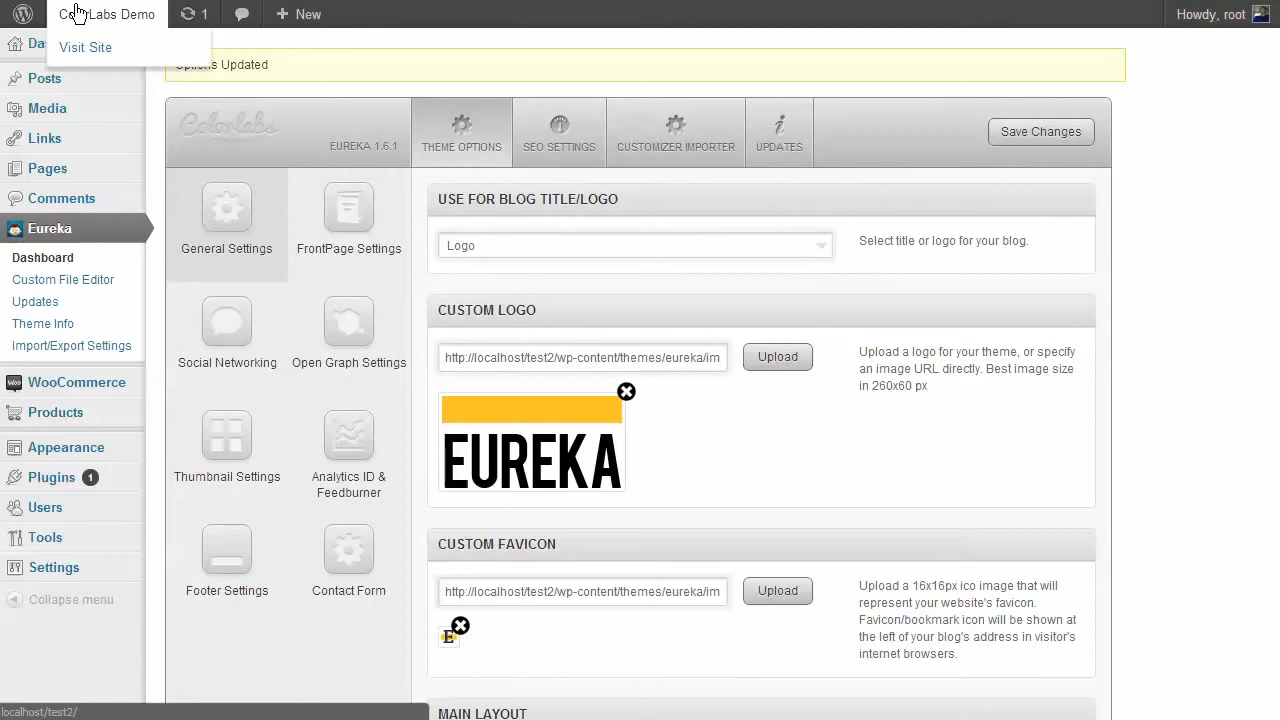 ColorLabs Demo
1
New
Howdy, root
Visit Site
Posts
Media
Links
Pages
Comments
Eureka
Dashboard
Custom File Editor
Updates
Theme Info
Import/Export Settings
WooCommerce
Products
Appearance
Plugins 1
Users
Tools
Settings
Collapse menu
localhost/test2/
Options Updated
Colorlabs
EUREKA 1.6.1
THEME OPTIONS
SEO SETTINGS
CUSTOMIZER IMPORTER
UPDATES
Save Changes
General Settings
FrontPage Settings
Social Networking
Open Graph Settings
Thumbnail Settings
Analytics ID &
Feedburner
Footer Settings
Contact Form
USE FOR BLOG TITLE/LOGO
Logo
Select title or logo for your blog.
CUSTOM LOGO
http://localhost/test2/wp-content/themes/eureka/im
Upload
Upload a logo for your theme, or specify
an image URL directly. Best image size
in 260x60 px
EUREKA
CUSTOM FAVICON
http://localhost/test2/wp-content/themes/eureka/im
Upload
Upload a 16x16px ico image that will
represent your website's favicon.
Favicon/bookmark icon will be shown at
the left of your blog's address in visitor's
internet browsers.
E
MAIN LAYOUT